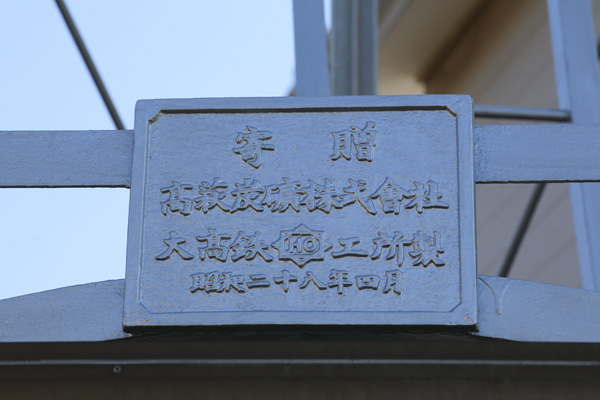 寄贈
高萩炭礦株式會社
大高鉄工所製
昭和二十八年四月